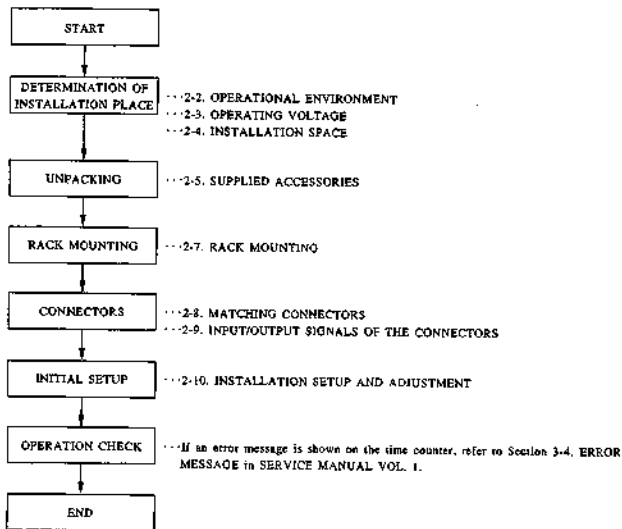 START
DETERMINATION OF
INSTALLATION PLACE
···2-2. OPERATIONAL ENVIRONMENT
···2-3. OPERATING VOLTAGE
···2-4. INSTALLATION SPACE
UNPACKING
···2-5. SUPPLIED ACCESSORIES
RACK MOUNTING
···2-7. RACK MOUNTING
CONNECTORS
···2-8. MATCHING CONNECTORS
···2-9. INPUT/OUTPUT SIGNALS OF THE CONNECTORS
INITIAL SETUP
···2-10. INSTALLATION SETUP AND ADJUSTMENT
OPERATION CHECK
···If an error message is shown on the time counter, refer to Section 3-4. ERROR
MESSAGE in SERVICE MANUAL VOL. 1.
END